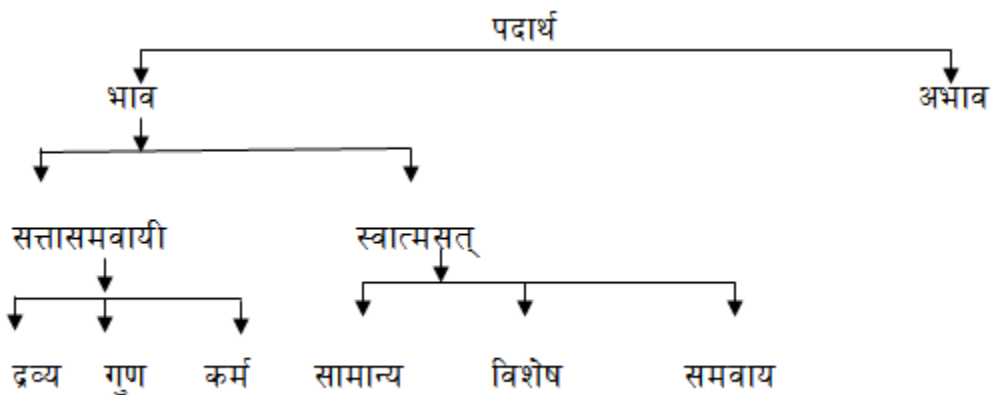 पदार्थ
भाव अभाव
सत्तासमवायी स्वात्मसत्
द्रव्य गुण कर्म सामान्य विशेष समवाय